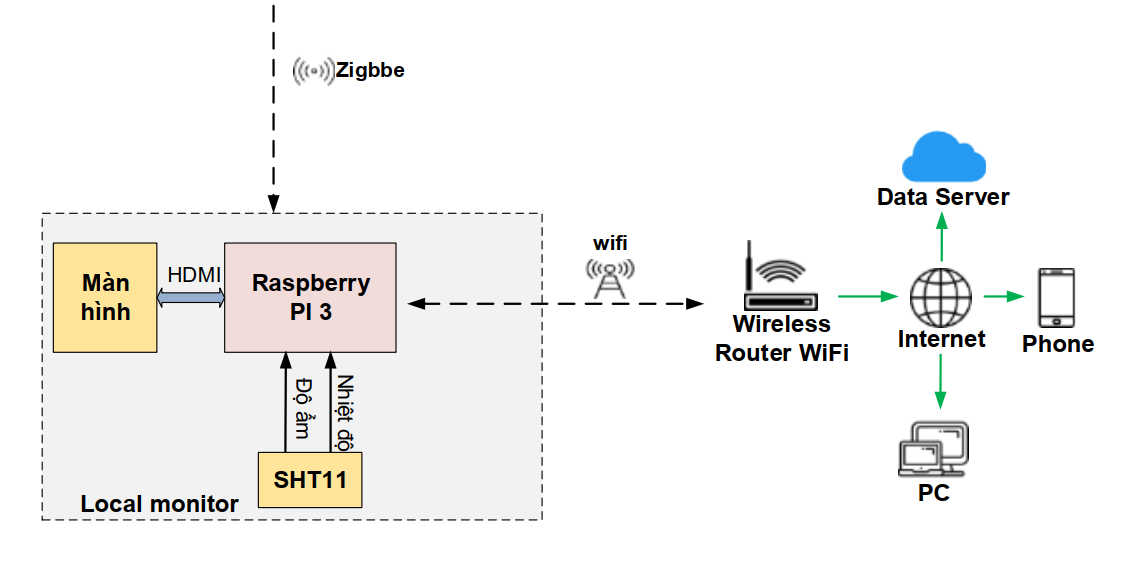 Zigbbe
Data Server
wifi
Màn
hình
HDMI
Raspberry
PI 3
Wireless
Router WiFi
Internet
Phone
Độ ẩm
Nhiệt độ
SHT11
Local monitor
PC